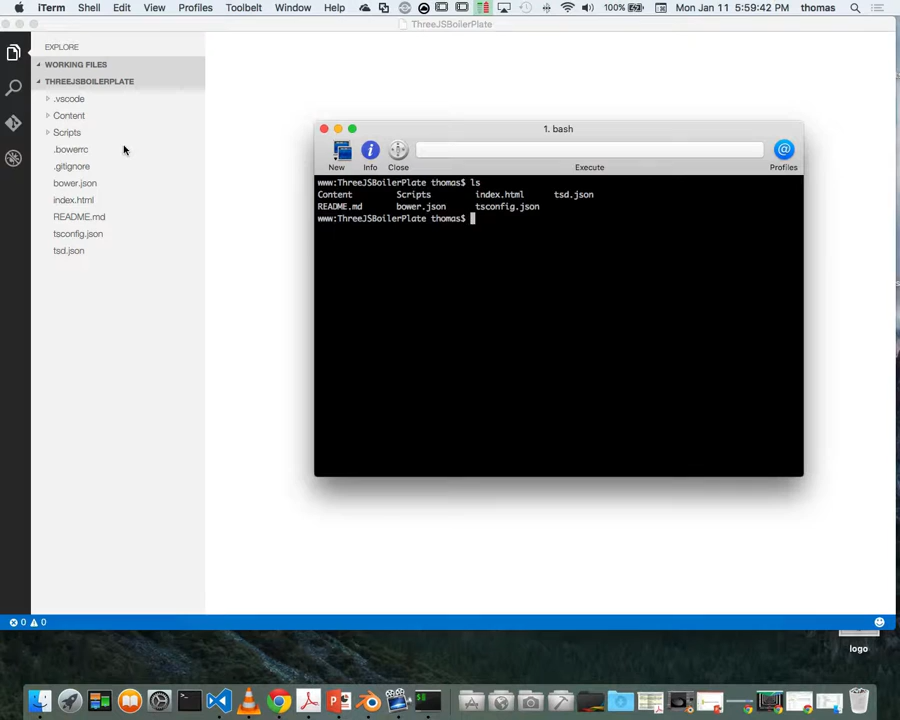 iTerm Shell Edit View Profiles Toolbelt Window Help 100% Mon Jan 11 5:59:42 PM thomas
ThreeJSBoilerPlate
EXPLORE
WORKING FILES
THREEJSBOILERPLATE
.vscode
Content
Scripts
.bowerrc
.gitignore
bower.json
index.html
README.md
tsconfig.json
tsd.json
1. bash
New Info Close Execute Profiles
www:ThreeJSBoilerPlate thomas$ ls
Content Scripts index.html tsd.json
README.md bower.json tsconfig.json
www:ThreeJSBoilerPlate thomas$
0 0
logo